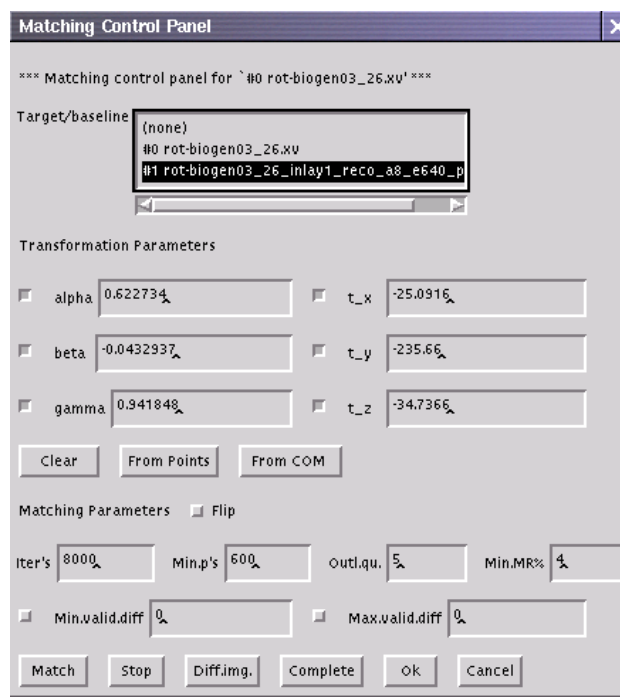 Matching Control Panel
*** Matching control panel for `#0 rot-biogen03_26.xv' ***
Target/baseline
(none)
#0 rot-biogen03_26.xv
#1 rot-biogen03_26_inlay1_reco_a8_e640_p
Transformation Parameters
alpha 0.622734 t_x -25.0916
beta -0.0432937 t_y -235.66
gamma 0.941848 t_z -34.7366
Clear From Points From COM
Matching Parameters Flip
Iter's 8000 Min.p's 600 Outl.qu. 5 Min.MR% 4
Min.valid.diff 0 Max.valid.diff 0
Match Stop Diff.img. Complete Ok Cancel